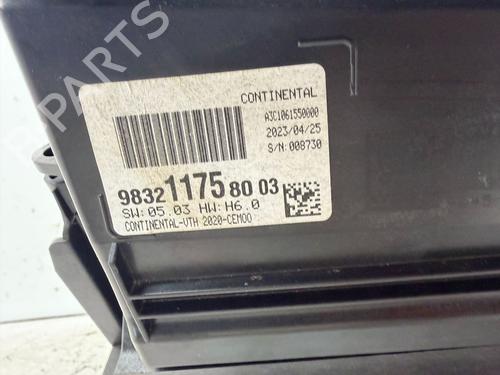 PARTS
CONTINENTAL
A3C1061550000
2023/04/25
S/N:008730
98321175 80 03
SW:05.03 HW:H6.0
CONTINENTAL-VTH 2020-CEM00